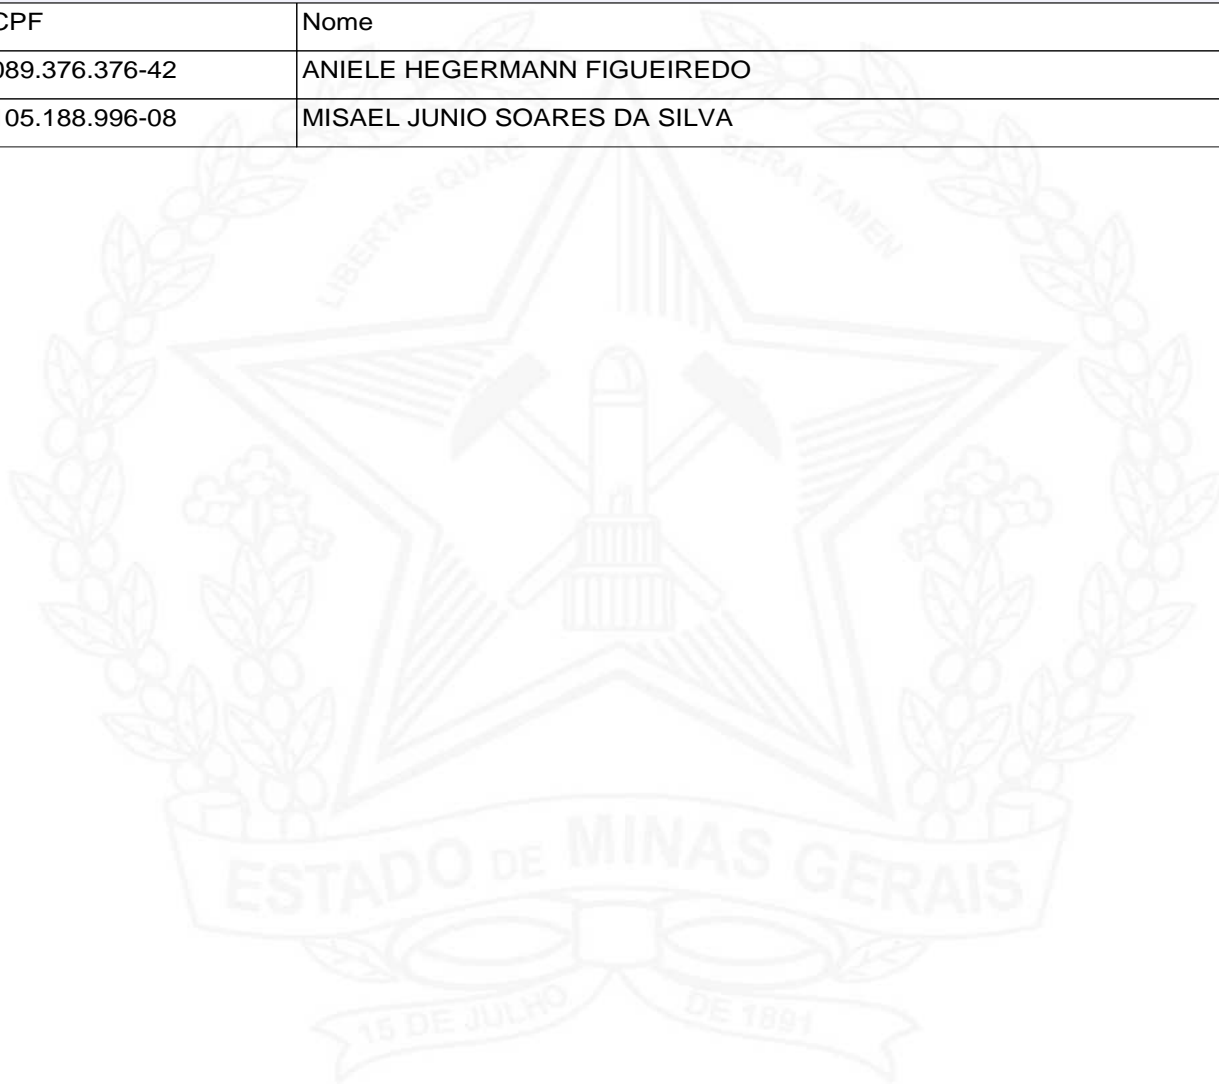 CPF Nome
089.376.376-42 ANIELE HEGERMANN FIGUEIREDO
05.188.996-08 MISAEL JUNIO SOARES DA SILVA
LIBERTAS QUAE SERA TAMEN
ESTADO DE MINAS GERAIS
15 DE JULHO DE 1891